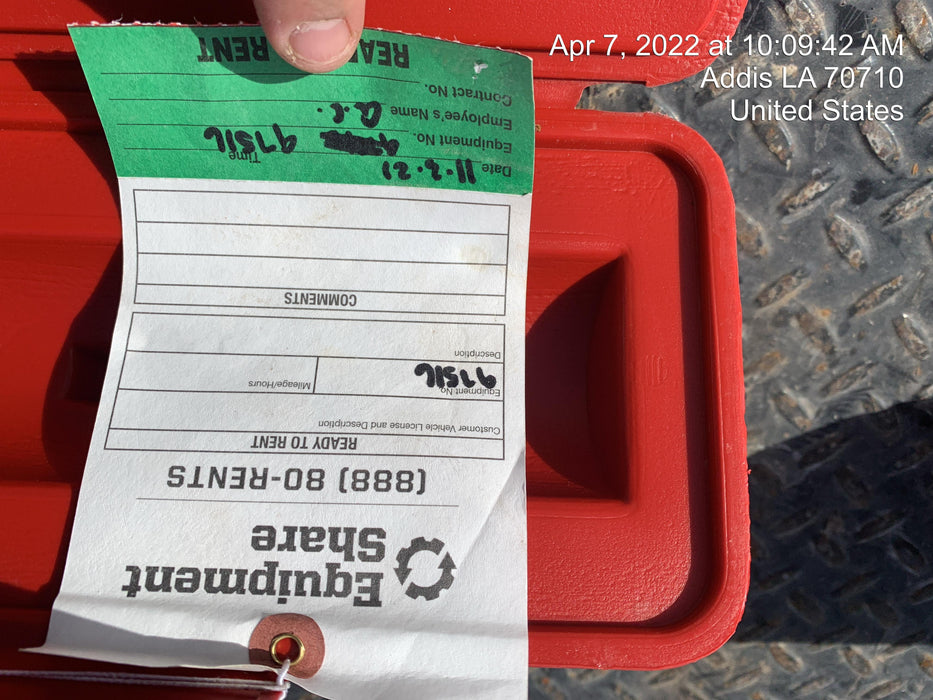 Apr 7, 2022 at 10:09:42 AM
Addis LA 70710
United States
Equipment
Share
(888) 80-RENTS
READY TO RENT
Customer Vehicle License and Description
Equipment No. Mileage/Hours
97516
Description
COMMENTS
Date 11.2.21 Time
Equipment No. 97516
Employee's Name a.c.
Contract No.
READY RENT